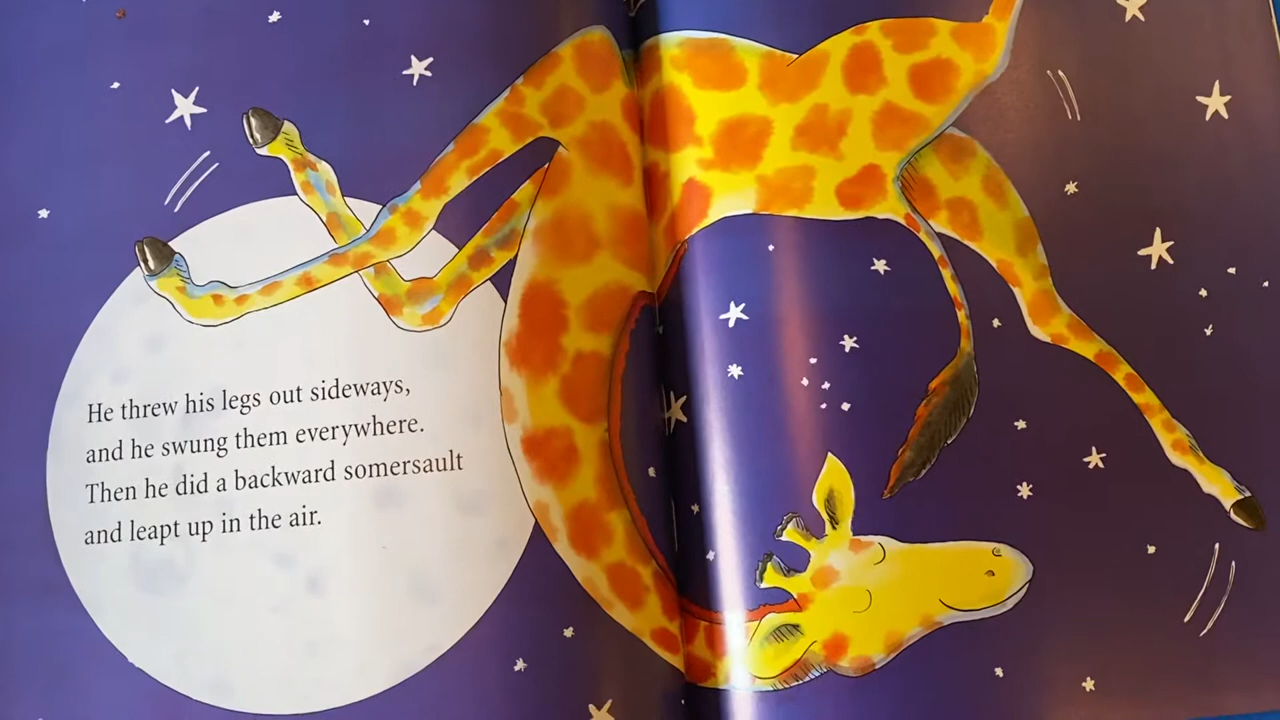 He threw his legs out sideways,
and he swung them everywhere.
Then he did a backward somersault
and leapt up in the air.